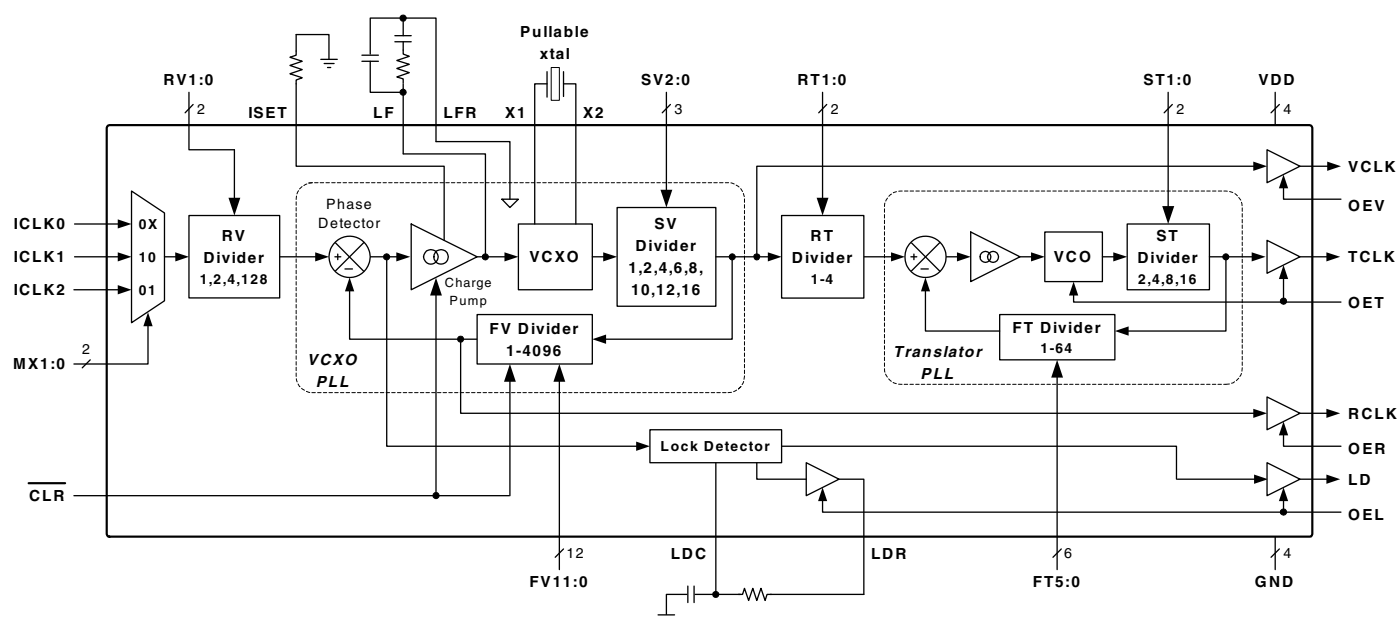 Pullable
xtal
RV1:0
SV2:0
RT1:0
ST1:0
VDD
2
ISET
LF
LFR
X1
X2
3
2
2
4
VCLK
Phase
Detector
OEV
ICLK0
0X
RV
Divider
1,2,4,128
SV
Divider
1,2,4,6,8,
10,12,16
RT
Divider
1-4
ST
Divider
2,4,8,16
ICLK1
10
+
−
VCXO
+
−
VCO
TCLK
ICLK2
01
Charge
Pump
OET
FV Divider
1-4096
FT Divider
1-64
MX1:0
2
VCXO
PLL
Translator
PLL
RCLK
Lock Detector
OER
LD
CLR
OEL
12
LDC
LDR
6
4
FV11:0
FT5:0
GND